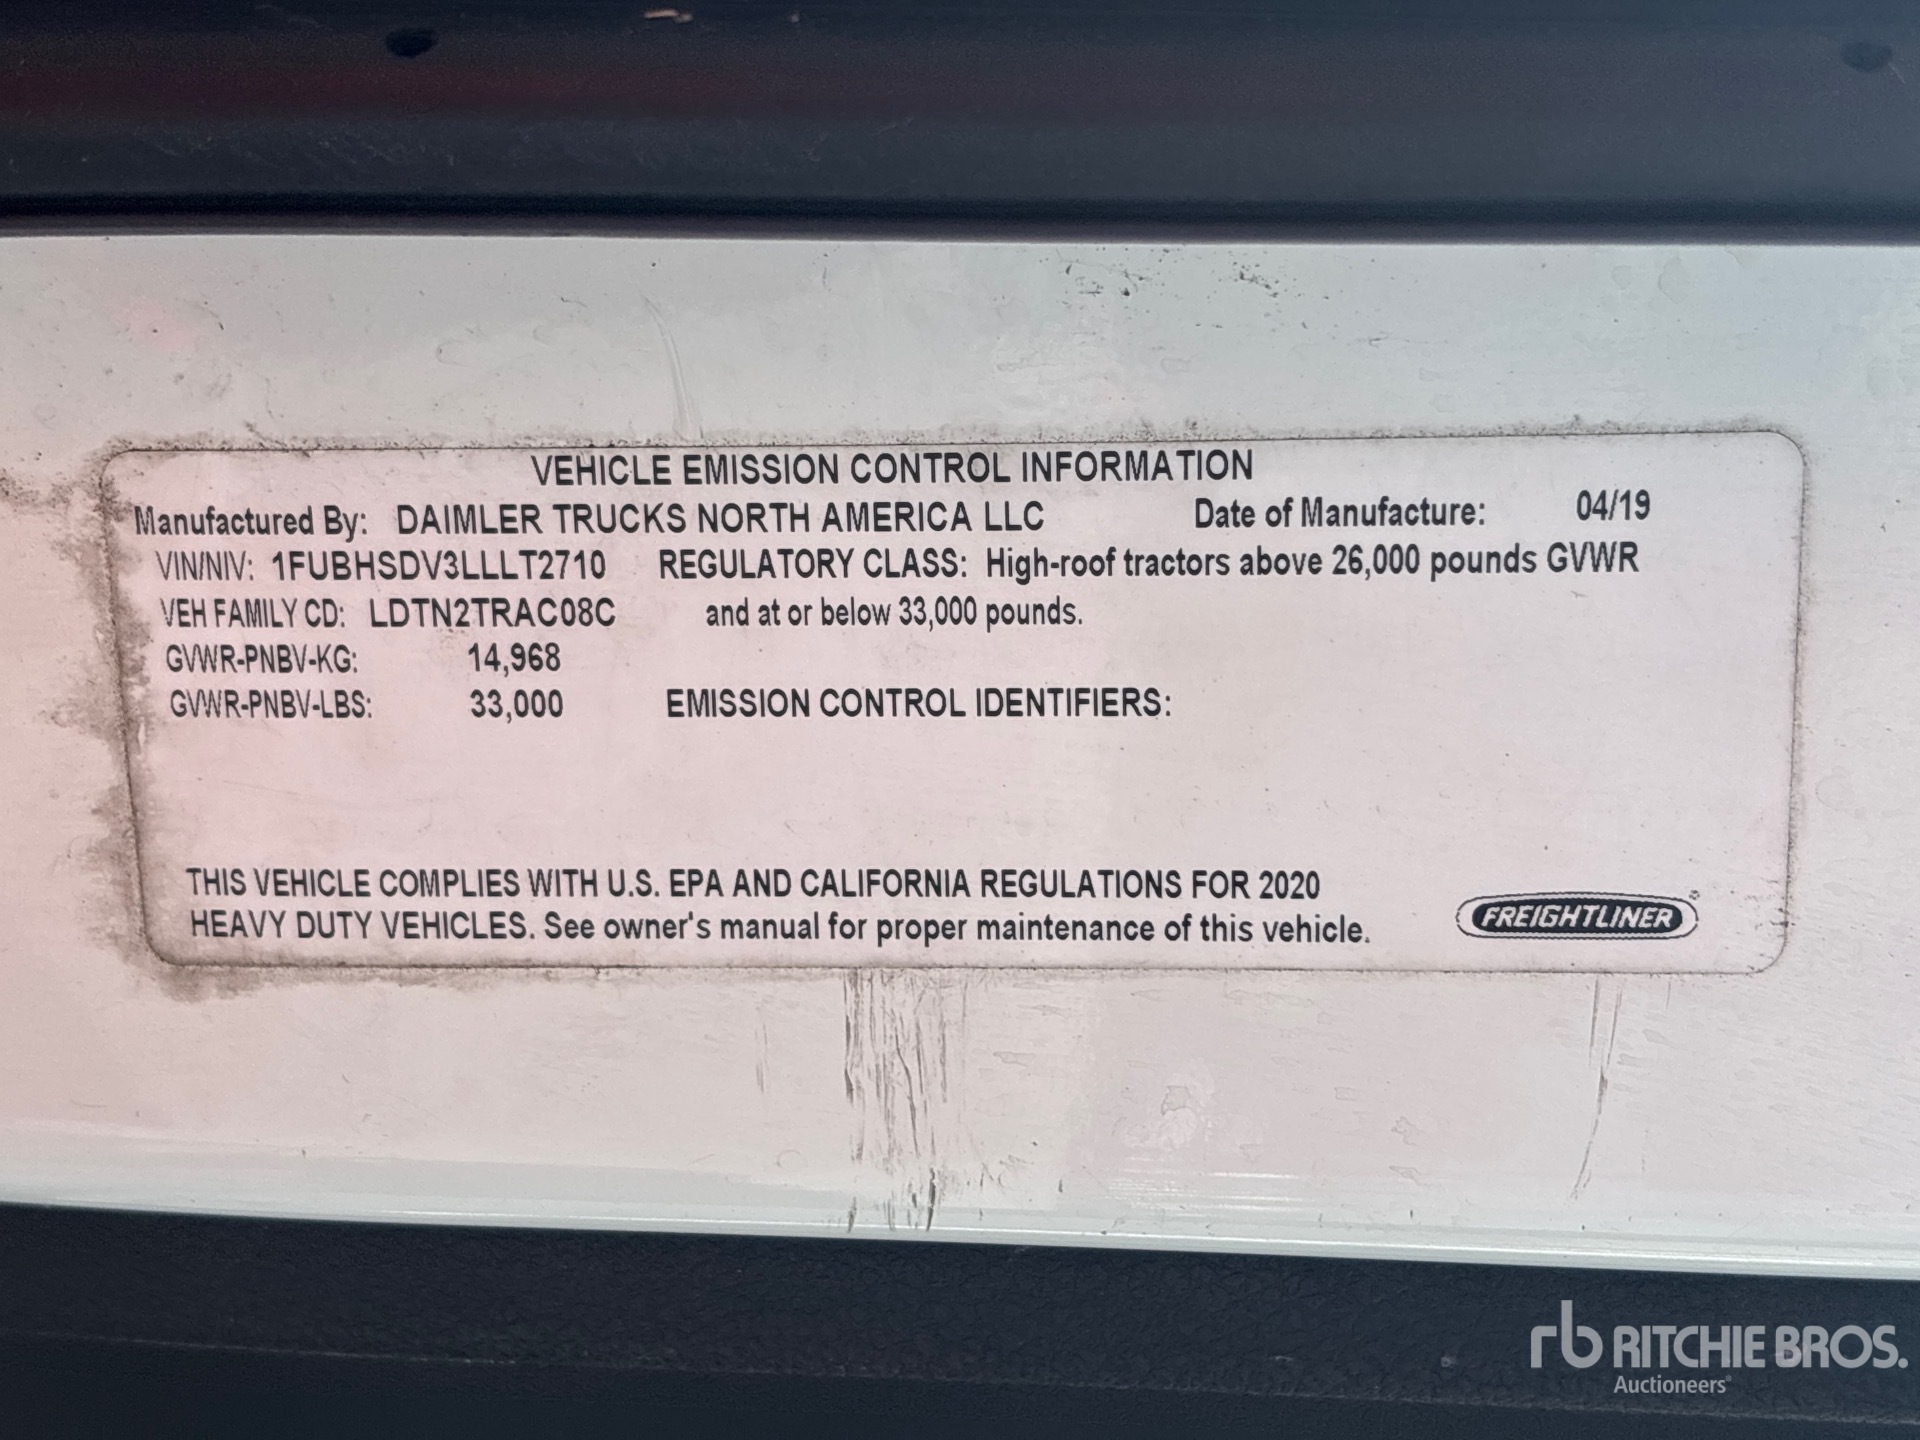 VEHICLE EMISSION CONTROL INFORMATION
Manufactured By: DAIMLER TRUCKS NORTH AMERICA LLC Date of Manufacture: 04/19
VIN/NIV: 1FUBHSDV3LLLT2710 REGULATORY CLASS: High-roof tractors above 26,000 pounds GVWR
VEH FAMILY CD: LDTN2TRAC08C and at or below 33,000 pounds.
GVWR-PNBV-KG: 14,968
GVWR-PNBV-LBS: 33,000 EMISSION CONTROL IDENTIFIERS:
THIS VEHICLE COMPLIES WITH U.S. EPA AND CALIFORNIA REGULATIONS FOR 2020
HEAVY DUTY VEHICLES. See owner's manual for proper maintenance of this vehicle.
FREIGHTLINER®
rb RITCHIE BROS.
Auctioneers®